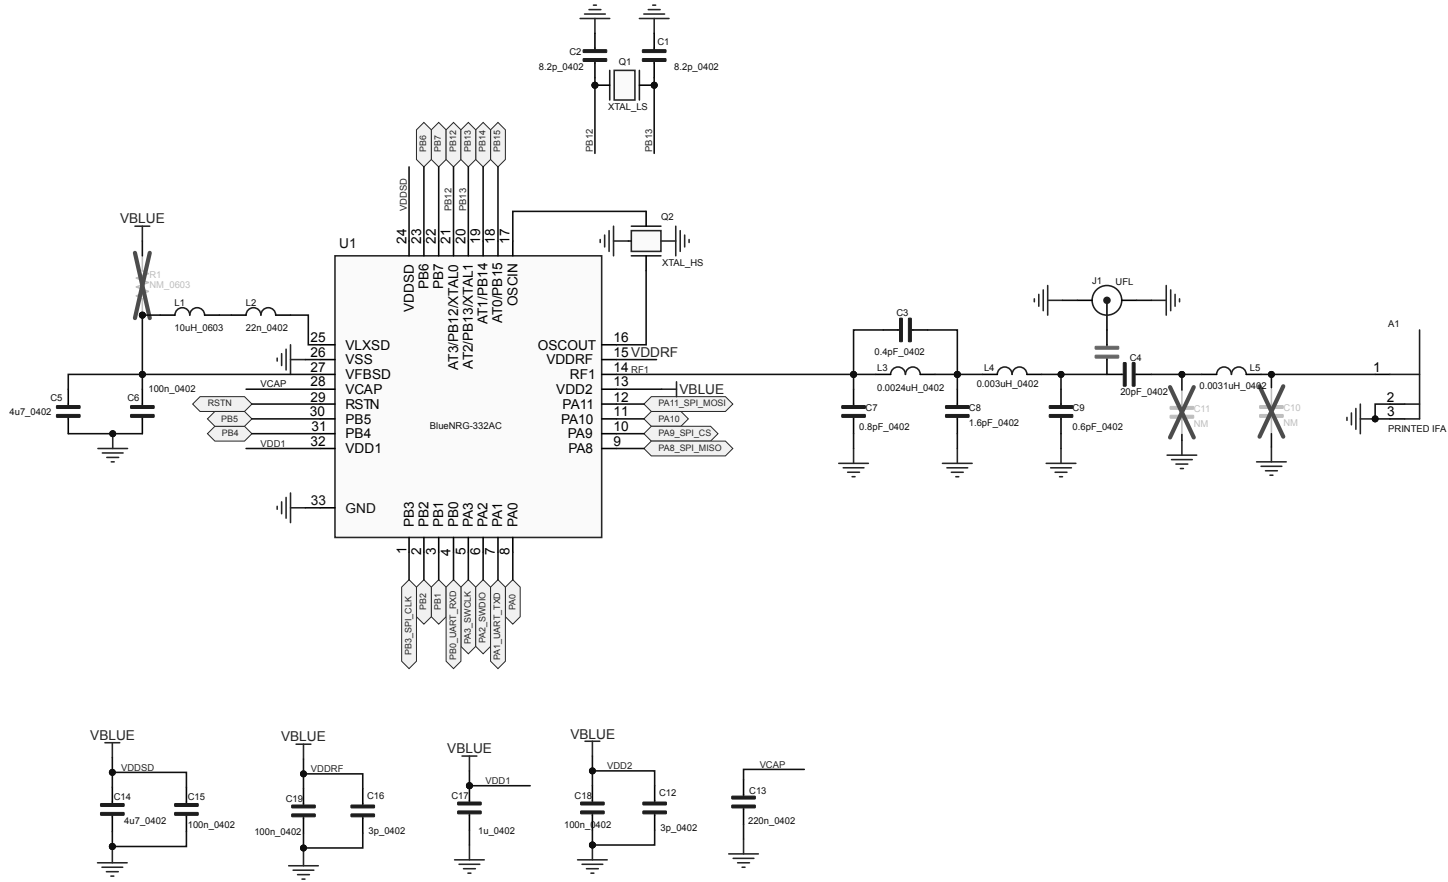 C2
8.2p_0402
C1
8.2p_0402
Q1
XTAL_LS
PB12
PB13
PB6
PB7
PB12
PB13
PB14
PB15
VDDSD
PB12
PB13
24
23
22
21
20
19
18
17
Q2
XTAL_HS
VBLUE
R1
NM_0603
L1
10uH_0603
L2
22n_0402
U1
VDDSD
PB6
PB7
AT3/PB12/XTAL0
AT2/PB13/XTAL1
AT1/PB14
AT0/PB15
OSCIN
25 VLXSD
26 VSS
27 VFBSD
VCAP 28 VCAP
RSTN 29 RSTN
PB5 30 PB5
PB4 31 PB4
VDD1 32 VDD1
33 GND
BlueNRG-332AC
OSCOUT 16
VDDRF 15 VDDRF
RF1 14 RF1
VDD2 13 VBLUE
PA11 12 PA11_SPI_MOSI
PA10 11 PA10
PA9 10 PA9_SPI_CS
PA8 9 PA8_SPI_MISO
C5
4u7_0402
C6
100n_0402
PB3
PB2
PB1
PB0
PA3
PA2
PA1
PA0
1
2
3
4
5
6
7
8
PB3_SPI_CLK
PB2
PB1
PB0_UART_RXD
PA3_SWCLK
PA2_SWDIO
PA1_UART_TXD
PA0
C3
0.4pF_0402
L3
0.0024uH_0402
L4
0.003uH_0402
J1 UFL
C4
20pF_0402
L5
0.0031uH_0402
C7
0.8pF_0402
C8
1.6pF_0402
C9
0.6pF_0402
C11
NM
C10
NM
A1
1
2
3
PRINTED IFA
VBLUE
VDDSD
C14
4u7_0402
C15
100n_0402
VBLUE
VDDRF
C19
100n_0402
C16
3p_0402
VBLUE
VDD1
C17
1u_0402
VBLUE
VDD2
C18
100n_0402
C12
3p_0402
VCAP
C13
220n_0402